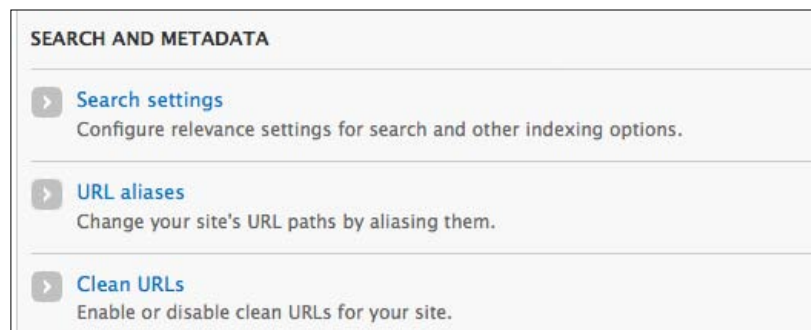 SEARCH AND METADATA
Search settings
Configure relevance settings for search and other indexing options.
URL aliases
Change your site's URL paths by aliasing them.
Clean URLs
Enable or disable clean URLs for your site.